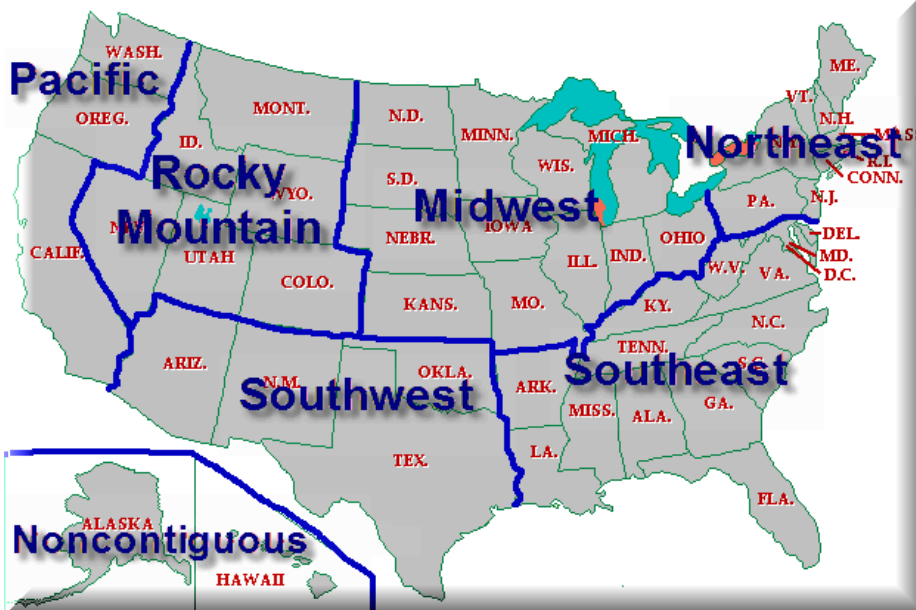 WASH.
ME.
Pacific
MONT.
N.D.
VT.
OREG.
MINN.
N.H.
MICH.
MAS
ID.
Northeast
WIS.
R.I.
CONN.
Rocky
S.D.
WYO.
PA.
N.J.
Midwest
Mountain
IOWA
NEBR.
OHIO
DEL.
CALIF.
UTAH
ILL.
IND.
MD.
W.V.
VA.
D.C.
COLO.
KANS.
MO.
KY.
N.C.
TENN.
ARIZ.
S.C.
OKLA.
Southeast
N.M.
ARK.
Southwest
GA.
MISS.
ALA.
LA.
TEX.
FLA.
ALASKA
Noncontiguous
HAWAII